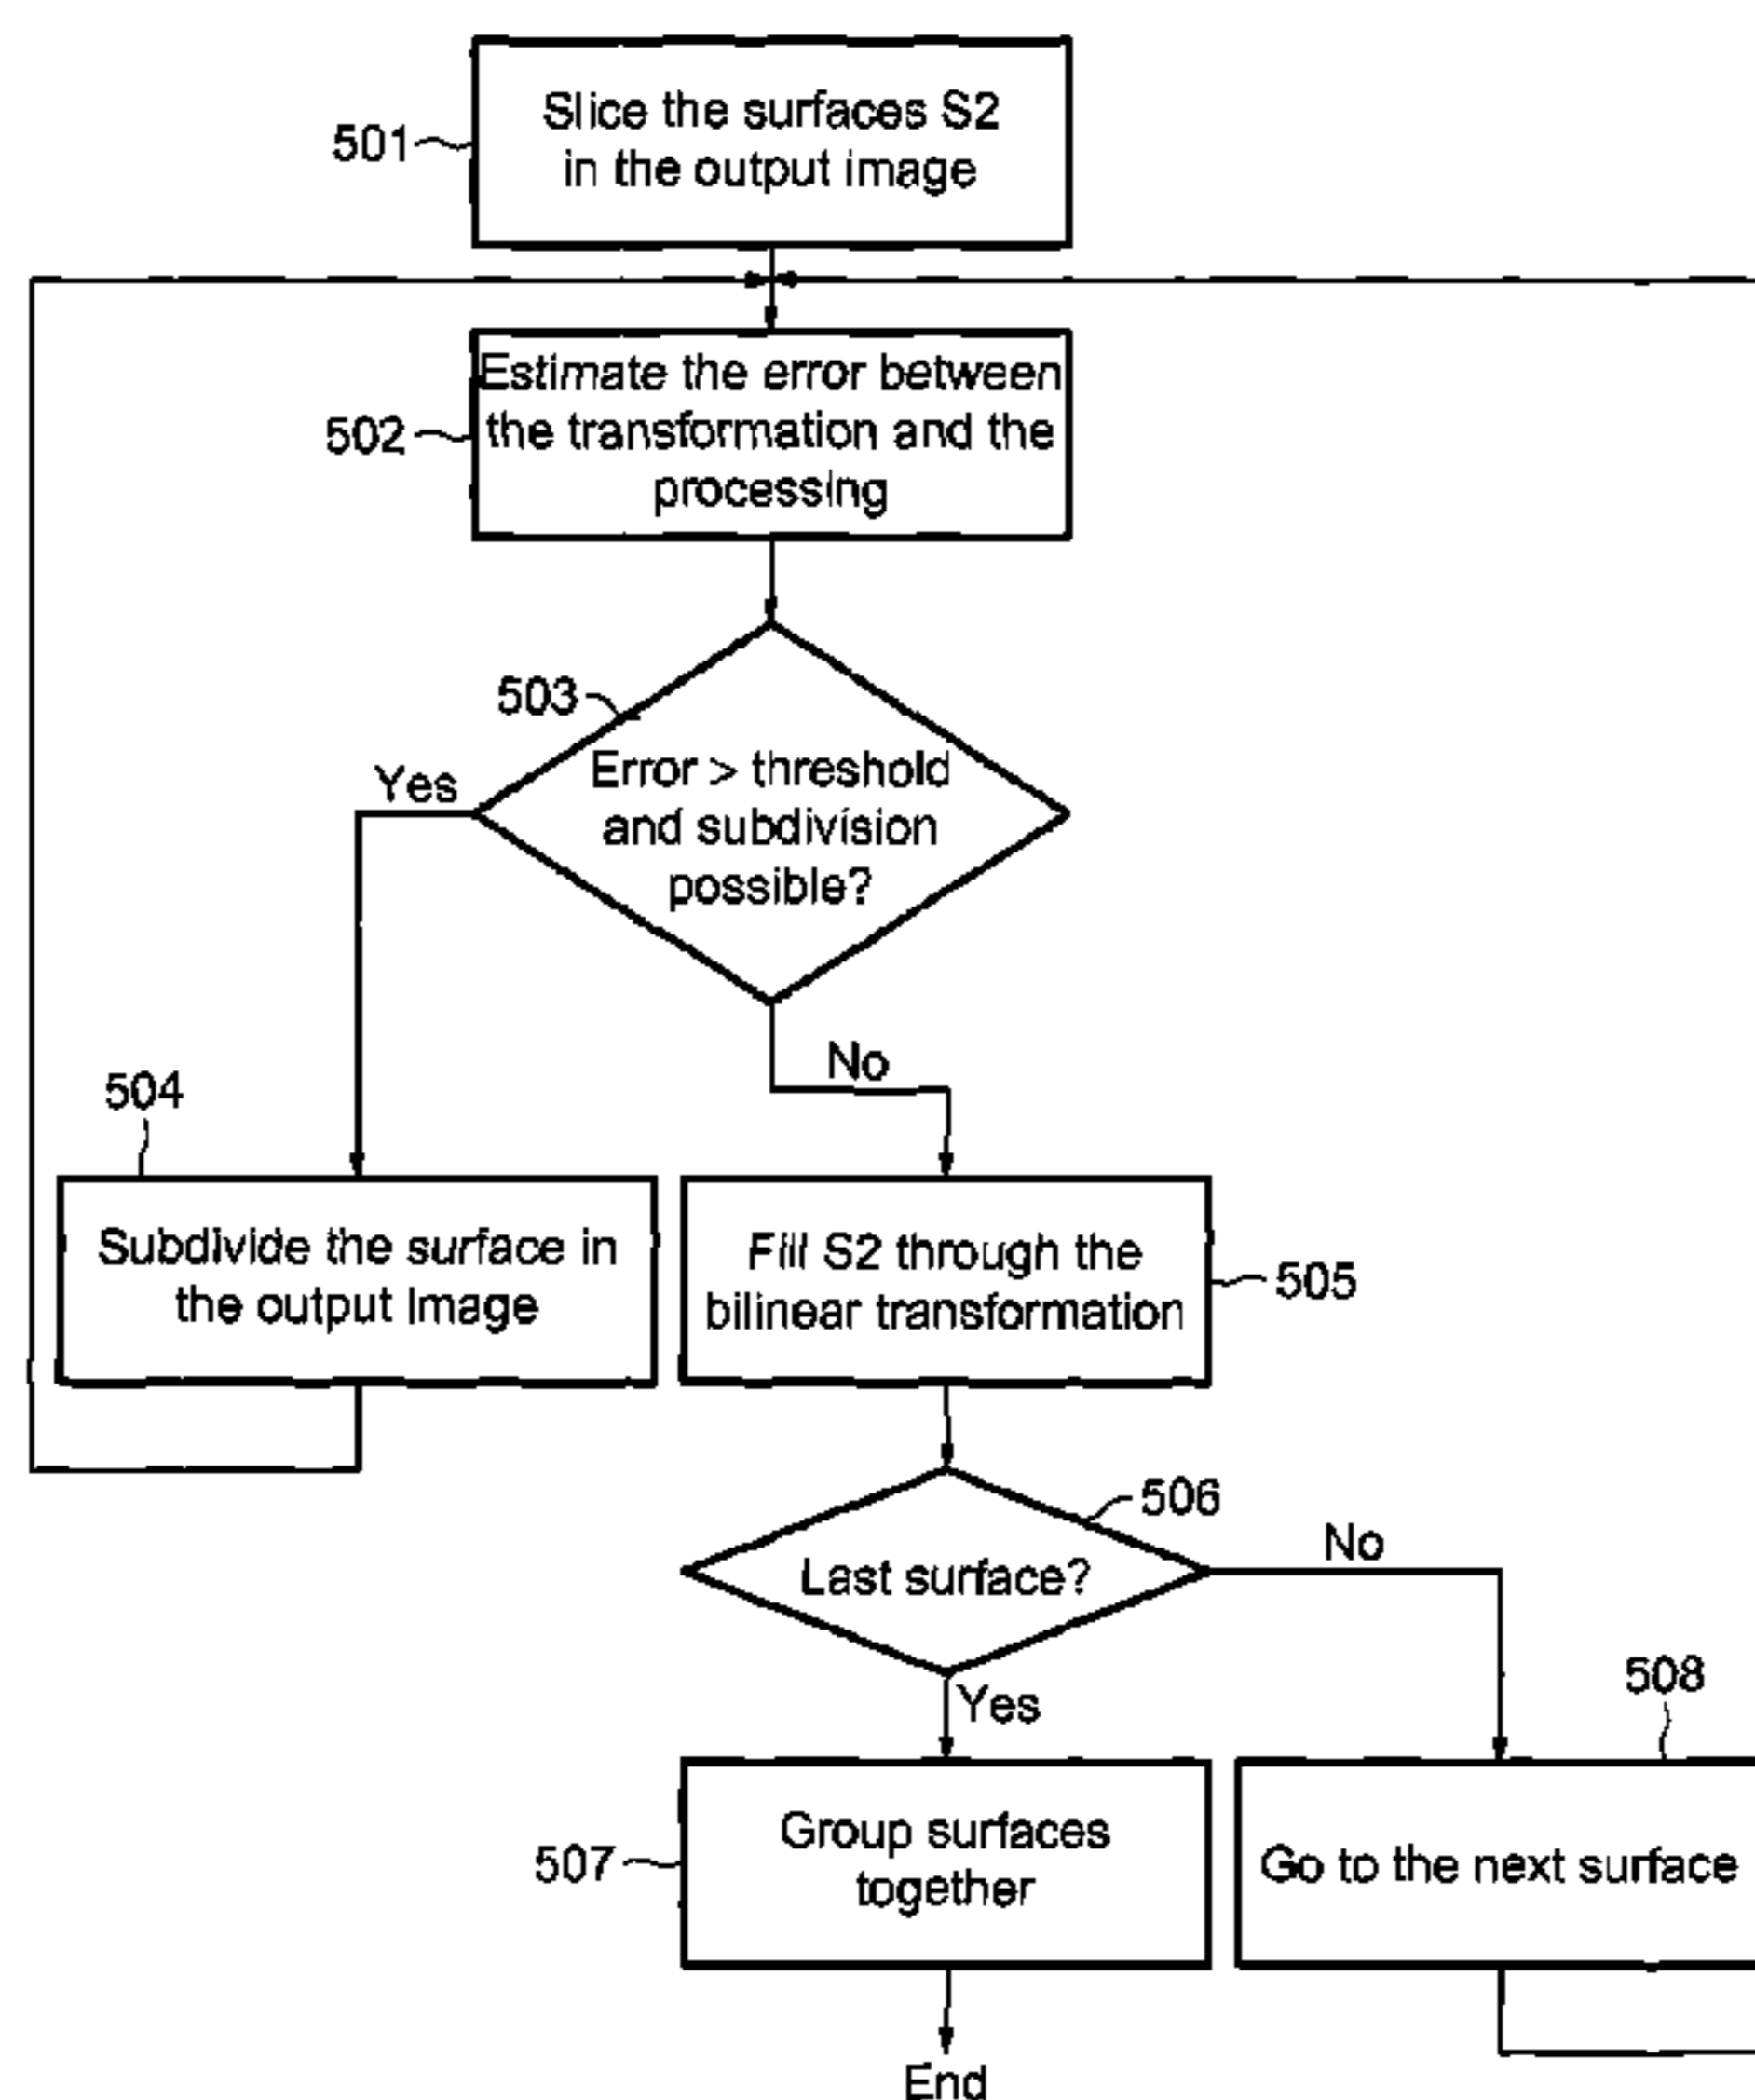 Slice the surfaces S2
in the output image
501
Estimate the error between
the transformation and the
processing
502
503
Error > threshold
and subdivision
possible?
Yes
No
504
Subdivide the surface in
the output Image
Fill S2 through the
bilinear transformation
505
506
Last surface?
No
Yes
508
Group surfaces
together
507
Go to the next surface
End